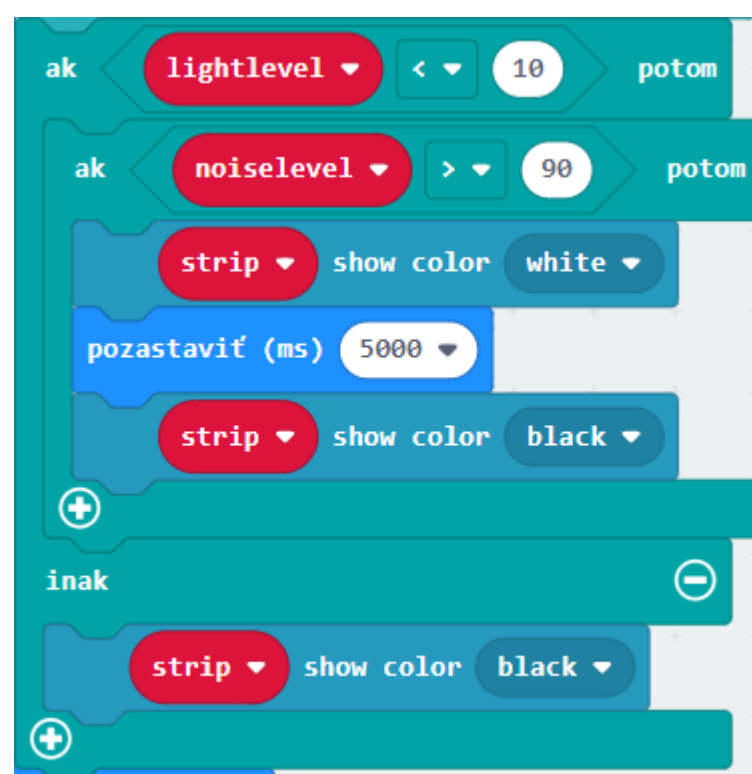 ak lightlevel < 10 potom
ak noiselevel > 90 potom
strip show color white
pozastaviť (ms) 5000
strip show color black
inak
strip show color black